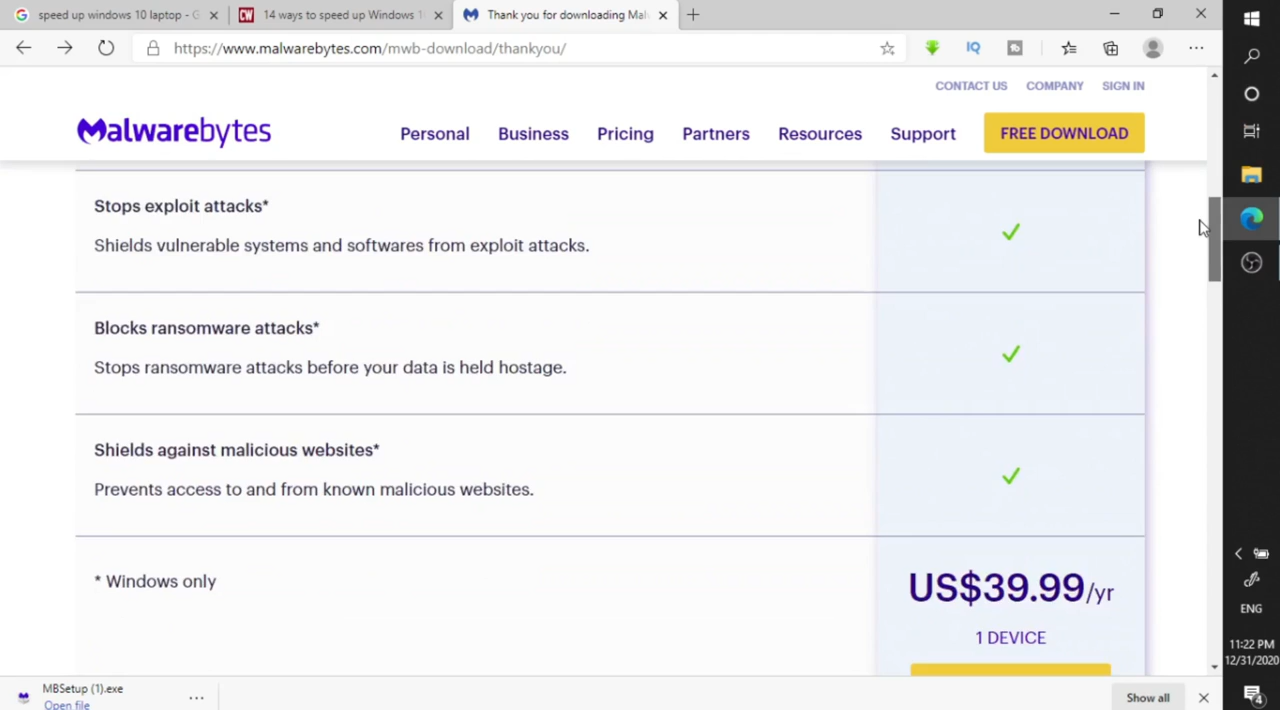 speed up windows 10 laptop - G
CW 14 ways to speed up Windows 1
Thank you for downloading Mal
https://www.malwarebytes.com/mwb-download/thankyou/
IQ
CONTACT US COMPANY SIGN IN
Malwarebytes Personal Business Pricing Partners Resources Support FREE DOWNLOAD
Stops exploit attacks*
Shields vulnerable systems and softwares from exploit attacks.
Blocks ransomware attacks*
Stops ransomware attacks before your data is held hostage.
Shields against malicious websites*
Prevents access to and from known malicious websites.
* Windows only
US$39.99/yr
1 DEVICE
ENG
11:22 PM
12/31/2020
4
MBSetup (1).exe
Open file
Show all